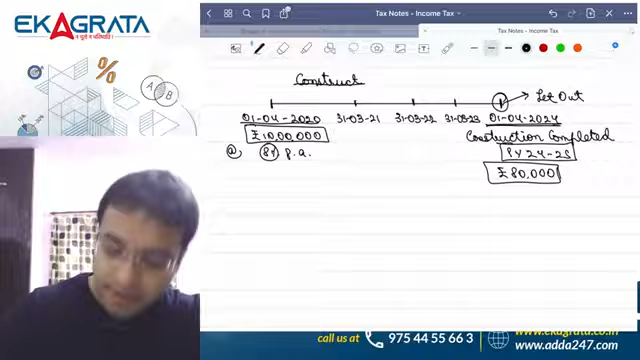 EKAGRATA
A
B
Tax Notes - Income Tax
Construct
Let Out
01-04-2020 31-03-21 31-03-22 31-03-23 01-04-2024
₹10,00,000
Construction Completed
@ 8% p.a.
PY 24-25
₹80,000
call us at 975 44 55 66 3
www.ekagrata.co.in
www.adda247.com